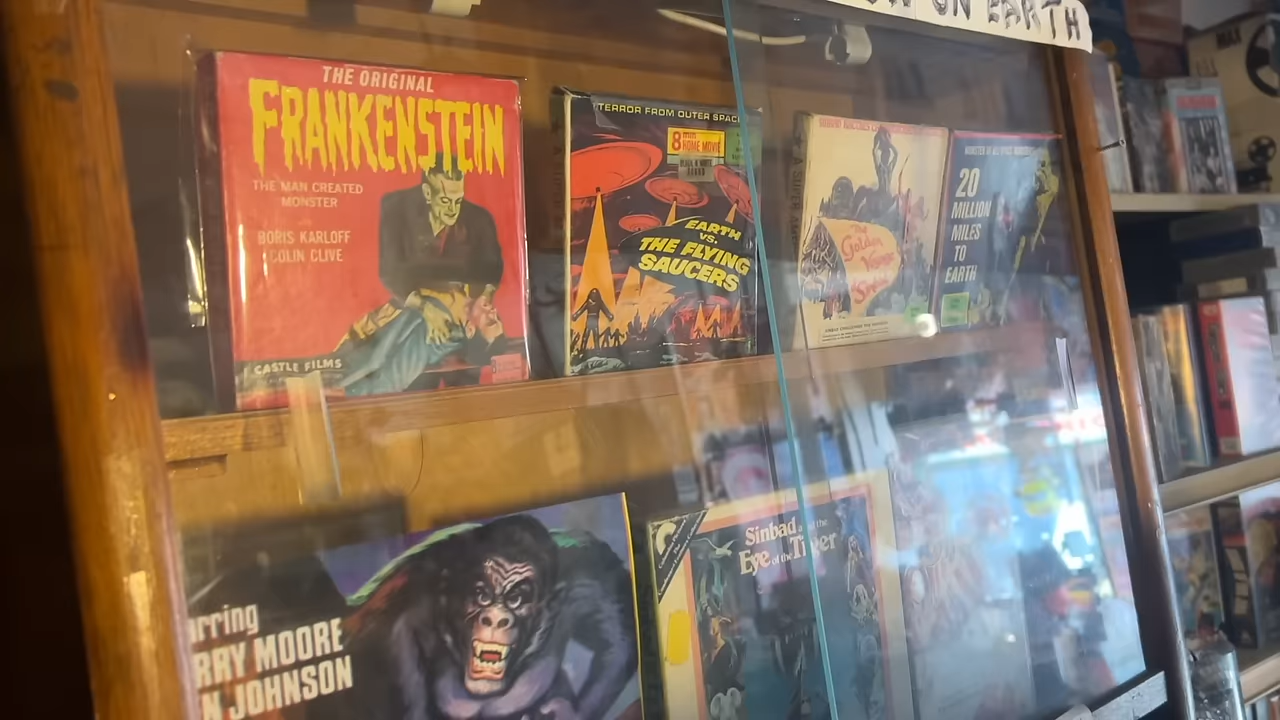 ON EARTH
THE ORIGINAL
FRANKENSTEIN
THE MAN CREATED
MONSTER
BORIS KARLOFF
COLIN CLIVE
CASTLE FILMS
TERROR FROM OUTER SPACE
8mm
HOME MOVIE
EARTH
VS.
THE FLYING
SAUCERS
The
Golden
Voyage
of Sinbad
20
MILLION
MILES
TO
EARTH
rring
RRY MOORE
N JOHNSON
Sinbad and the
Eye of the Tiger